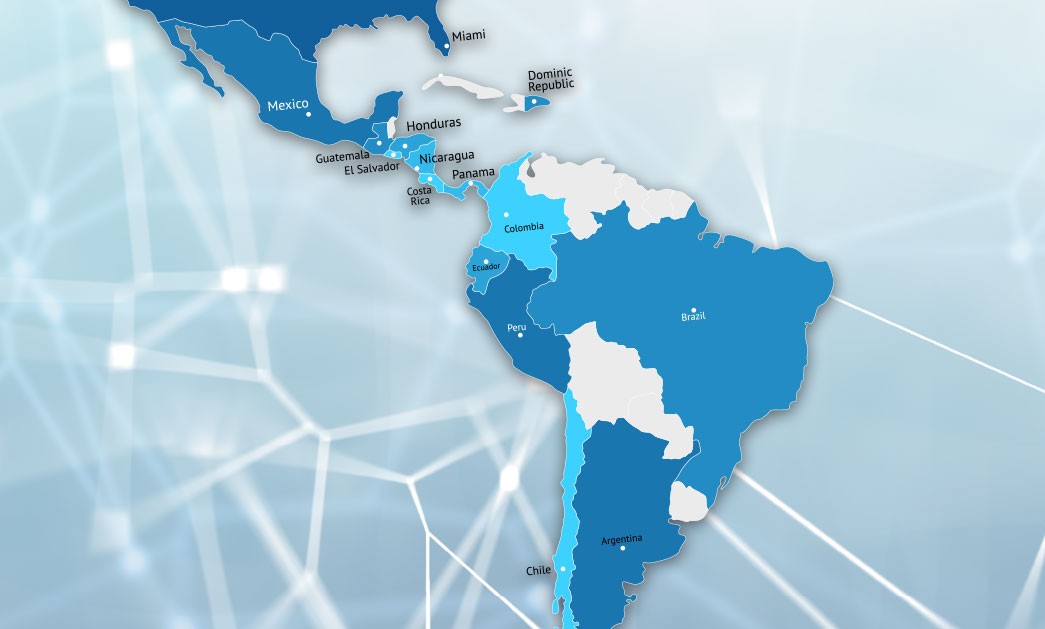 Miami
Dominic
Republic
Mexico
Honduras
Guatemala
Nicaragua
El Salvador
Panama
Costa
Rica
Colombia
Ecuador
Brazil
Peru
Argentina
Chile